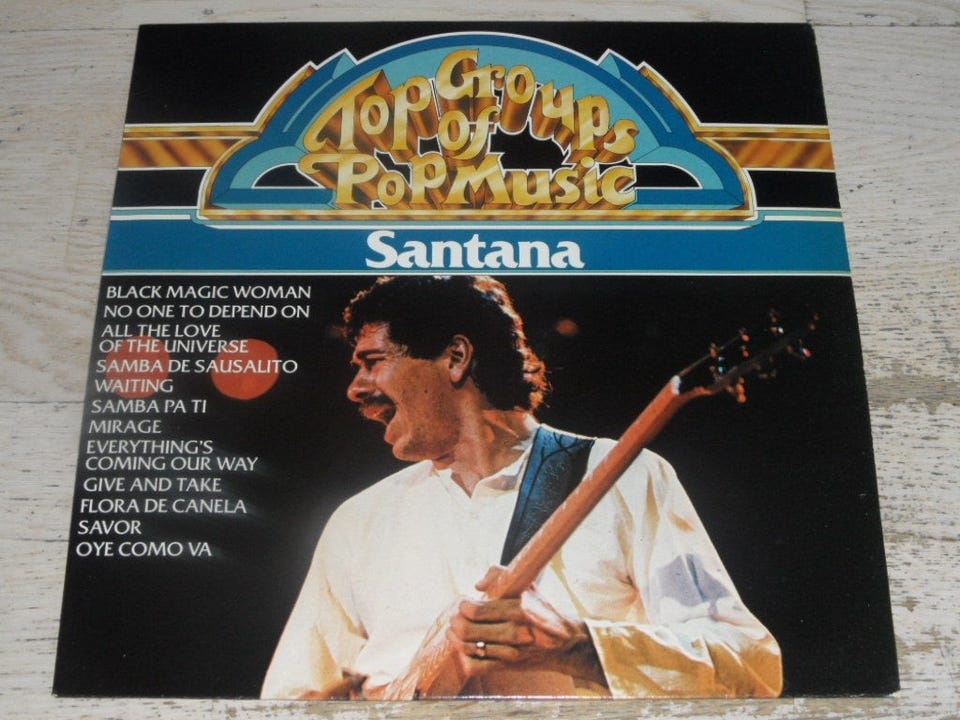 Top Groups
of
Pop Music
Santana
BLACK MAGIC WOMAN
NO ONE TO DEPEND ON
ALL THE LOVE
OF THE UNIVERSE
SAMBA DE SAUSALITO
WAITING
SAMBA PA TI
MIRAGE
EVERYTHING'S
COMING OUR WAY
GIVE AND TAKE
FLORA DE CANELA
SAVOR
OYE COMO VA